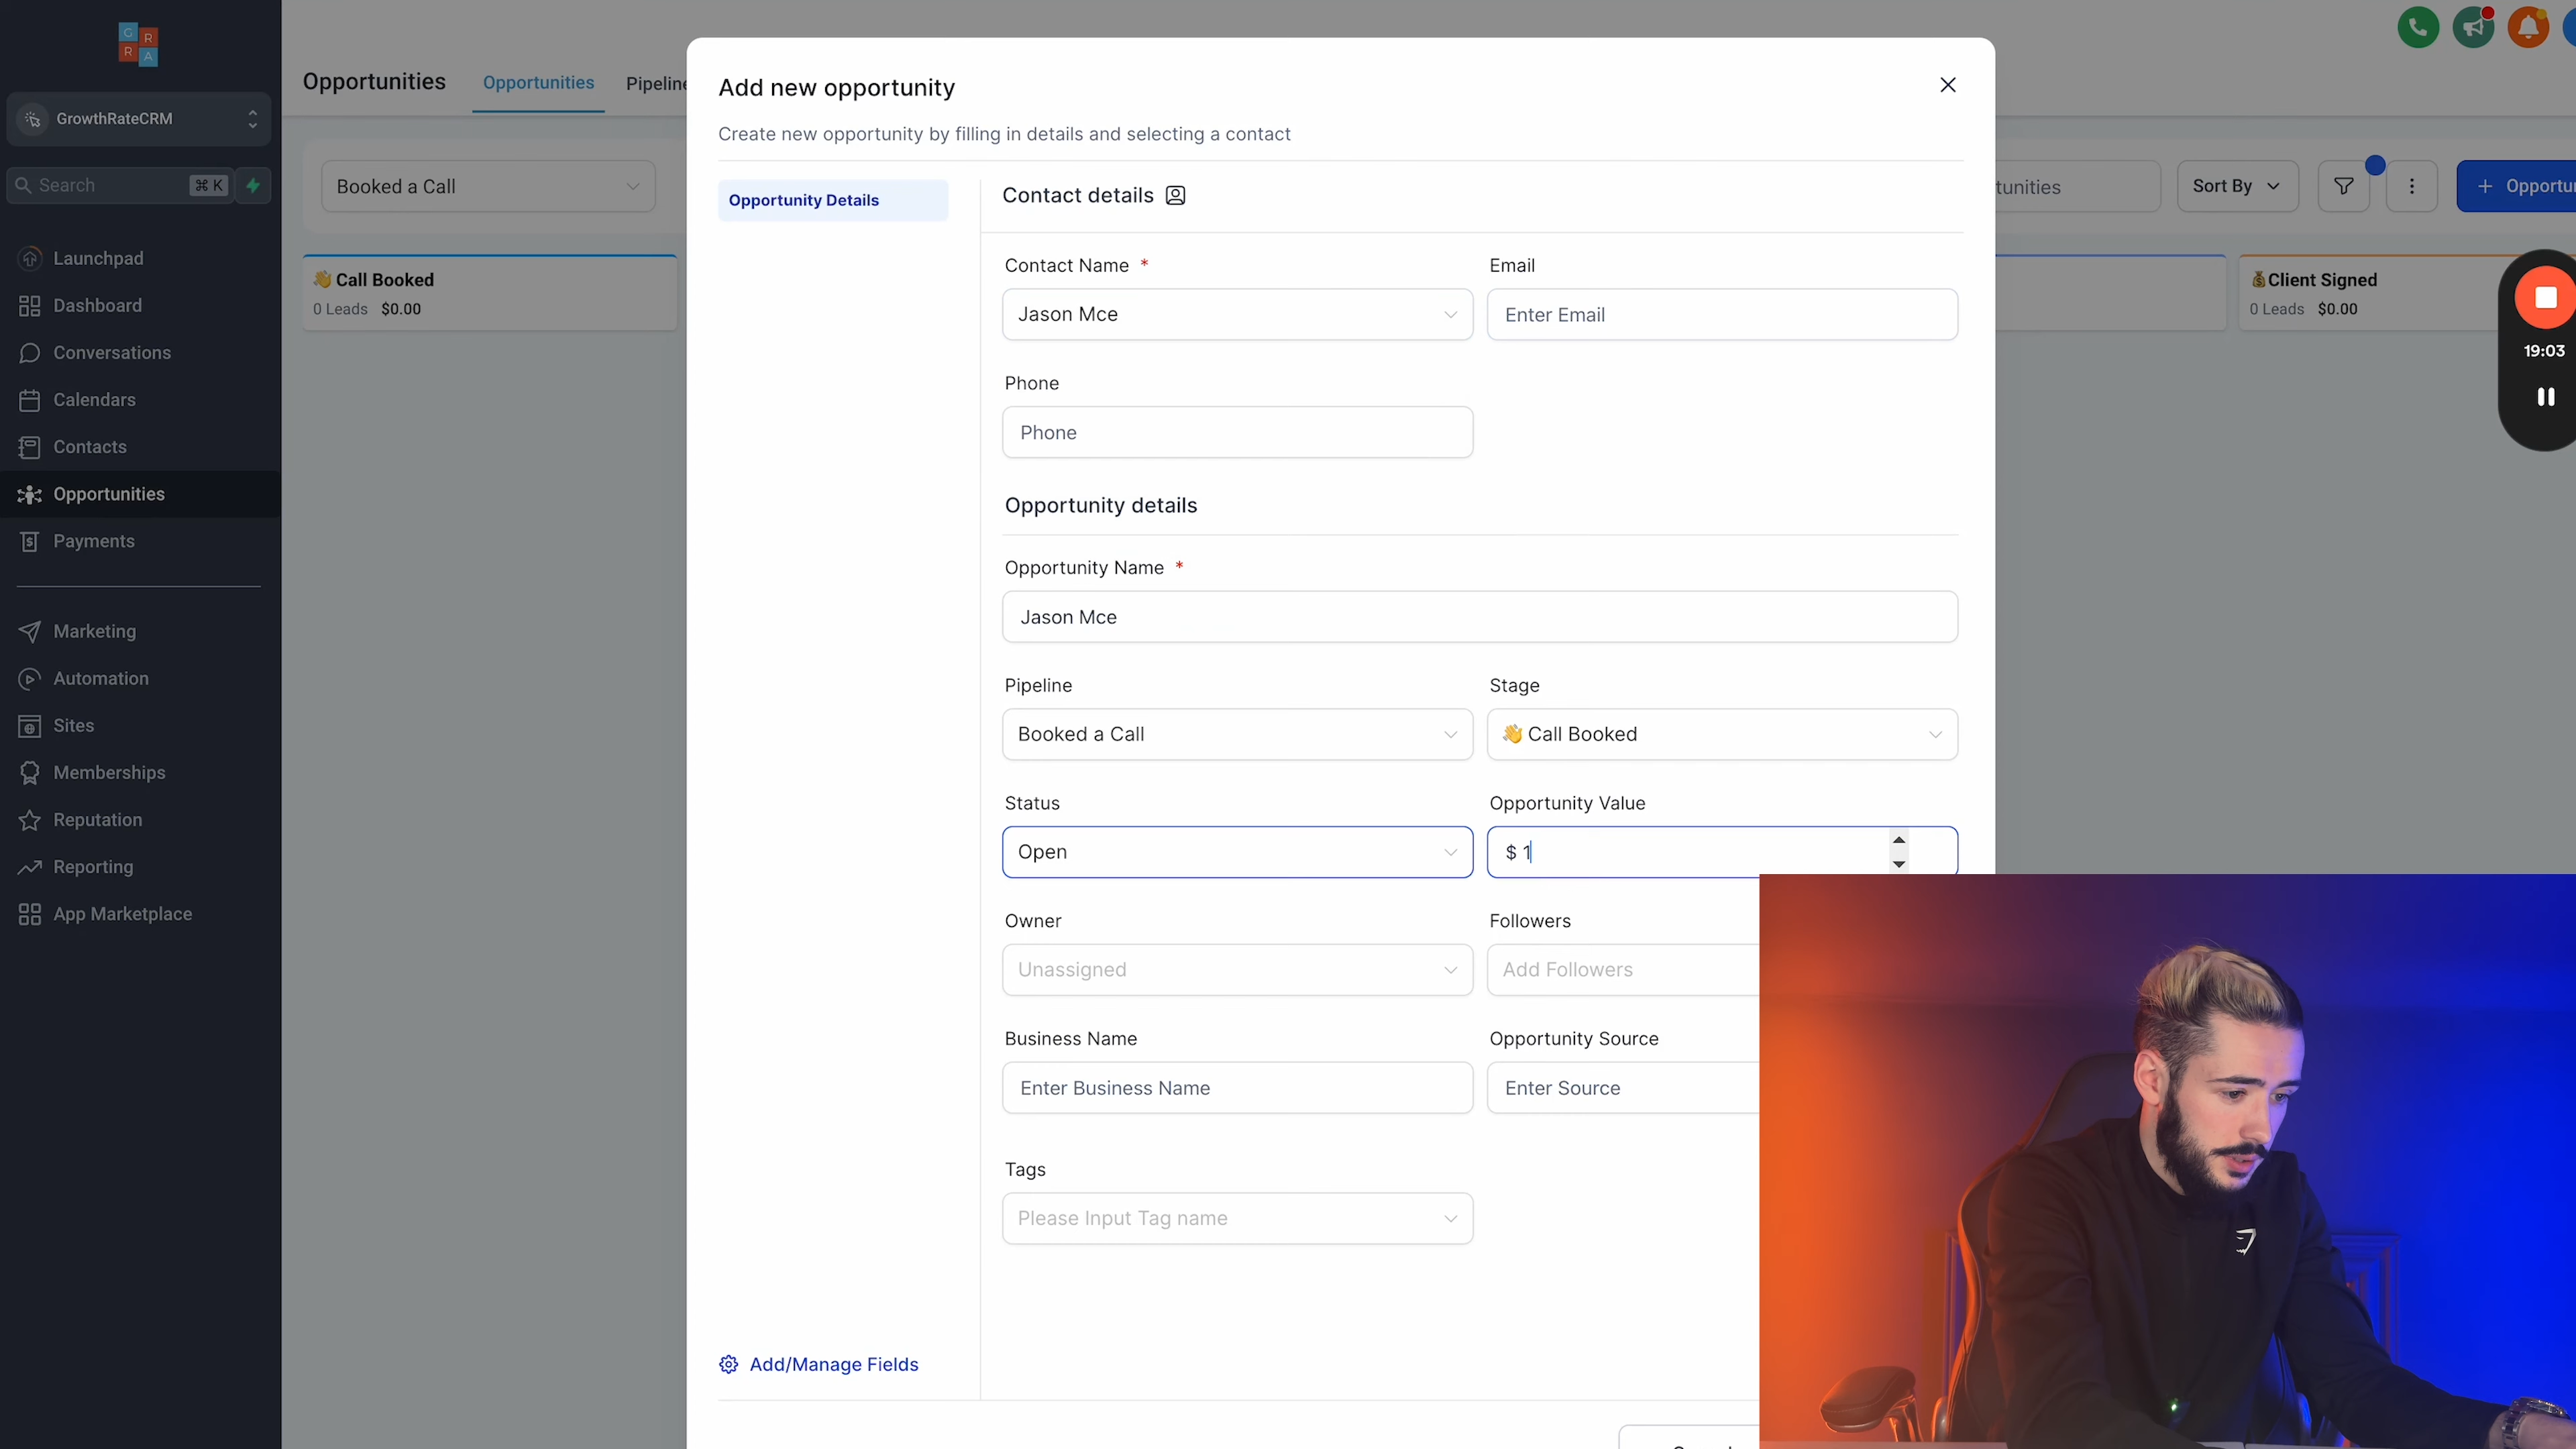 G R
R A
GrowthRateCRM
Search ⌘ K
Launchpad
Dashboard
Conversations
Calendars
Contacts
Opportunities
Payments
Marketing
Automation
Sites
Memberships
Reputation
Reporting
App Marketplace
Opportunities Opportunities Pipeline
Booked a Call
👋 Call Booked
0 Leads $0.00
Add new opportunity
Create new opportunity by filling in details and selecting a contact
Opportunity Details
Add/Manage Fields
Contact details
Contact Name * Email
Jason Mce Enter Email
Phone
Phone
Opportunity details
Opportunity Name *
Jason Mce
Pipeline Stage
Booked a Call 👋 Call Booked
Status Opportunity Value
Open $ 1
Owner Followers
Unassigned Add Followers
Business Name Opportunity Source
Enter Business Name Enter Source
Tags
Please Input Tag name
tunities Sort By + Opportun
💰Client Signed
0 Leads $0.00
19:03